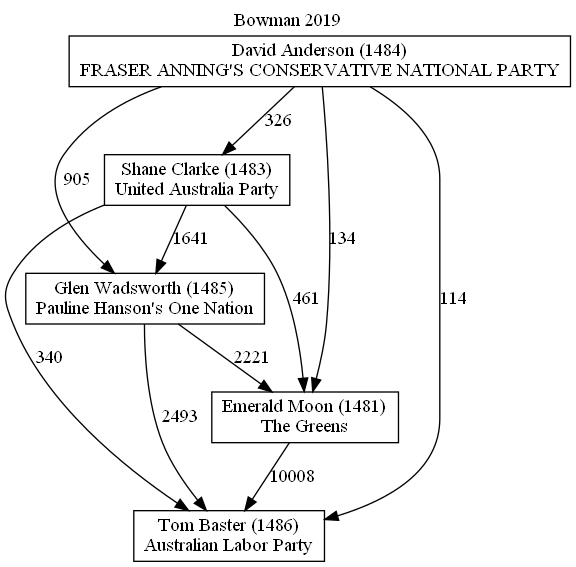 Bowman 2019
David Anderson (1484)
FRASER ANNING'S CONSERVATIVE NATIONAL PARTY
326
Shane Clarke (1483)
United Australia Party
905
1641
134
Glen Wadsworth (1485)
Pauline Hanson's One Nation
461
114
340
2221
Emerald Moon (1481)
The Greens
2493
10008
Tom Baster (1486)
Australian Labor Party